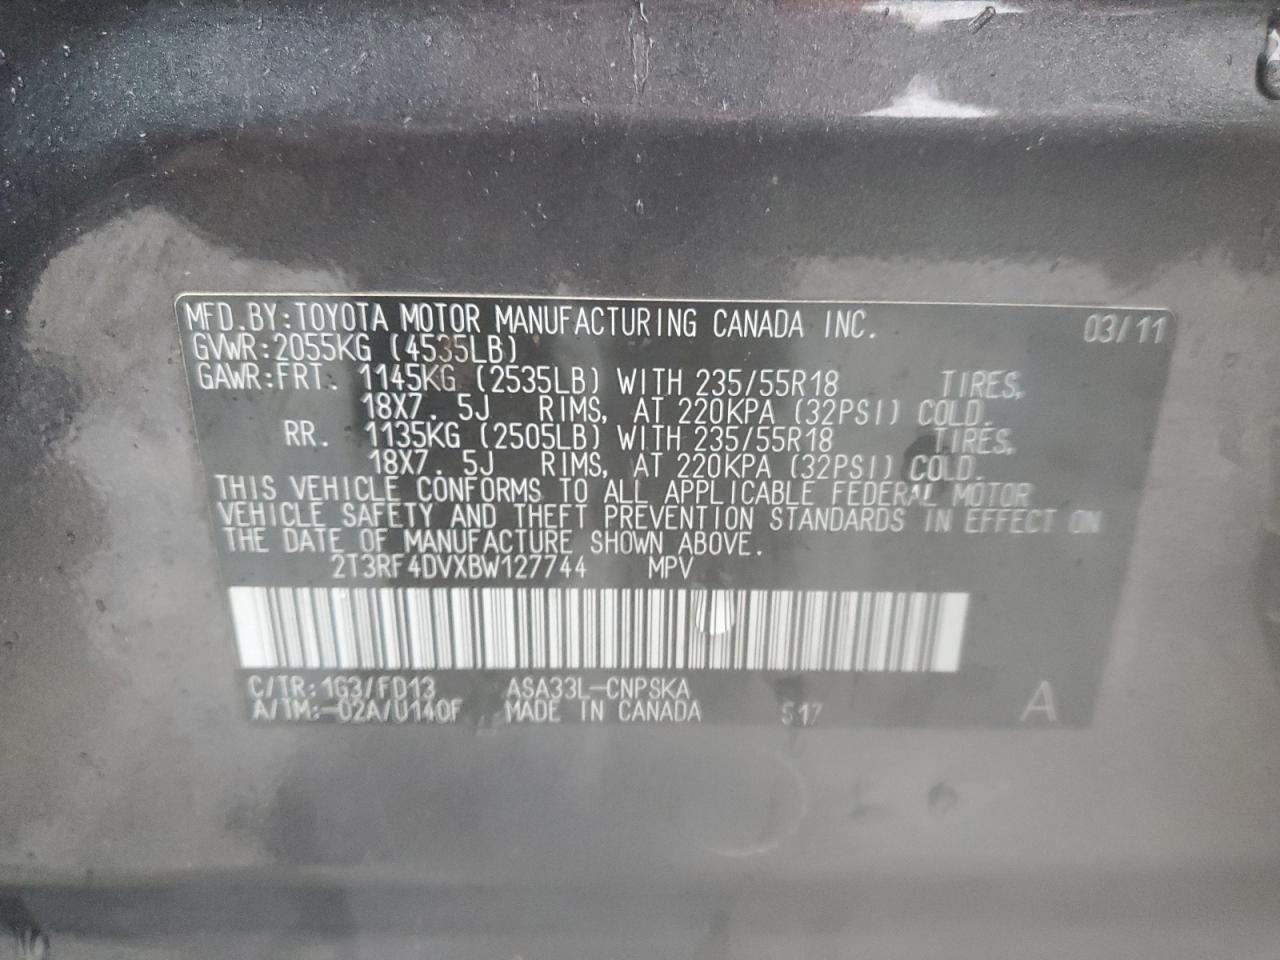 MFD.BY:TOYOTA MOTOR MANUFACTURING CANADA INC. 03/11
GVWR:2055KG (4535LB)
GAWR:FRT. 1145KG (2535LB) WITH 235/55R18 TIRES,
18X7.5J RIMS, AT 220KPA (32PSI) COLD.
RR. 1135KG (2505LB) WITH 235/55R18 TIRES,
18X7.5J RIMS, AT 220KPA (32PSI) COLD.
THIS VEHICLE CONFORMS TO ALL APPLICABLE FEDERAL MOTOR
VEHICLE SAFETY AND THEFT PREVENTION STANDARDS IN EFFECT ON
THE DATE OF MANUFACTURE SHOWN ABOVE.
2T3RF4DVXBW127744 MPV
C/TR:1G3/FD13 ASA33L-CNPSKA
A/TM:-02A/U140F MADE IN CANADA 517 A